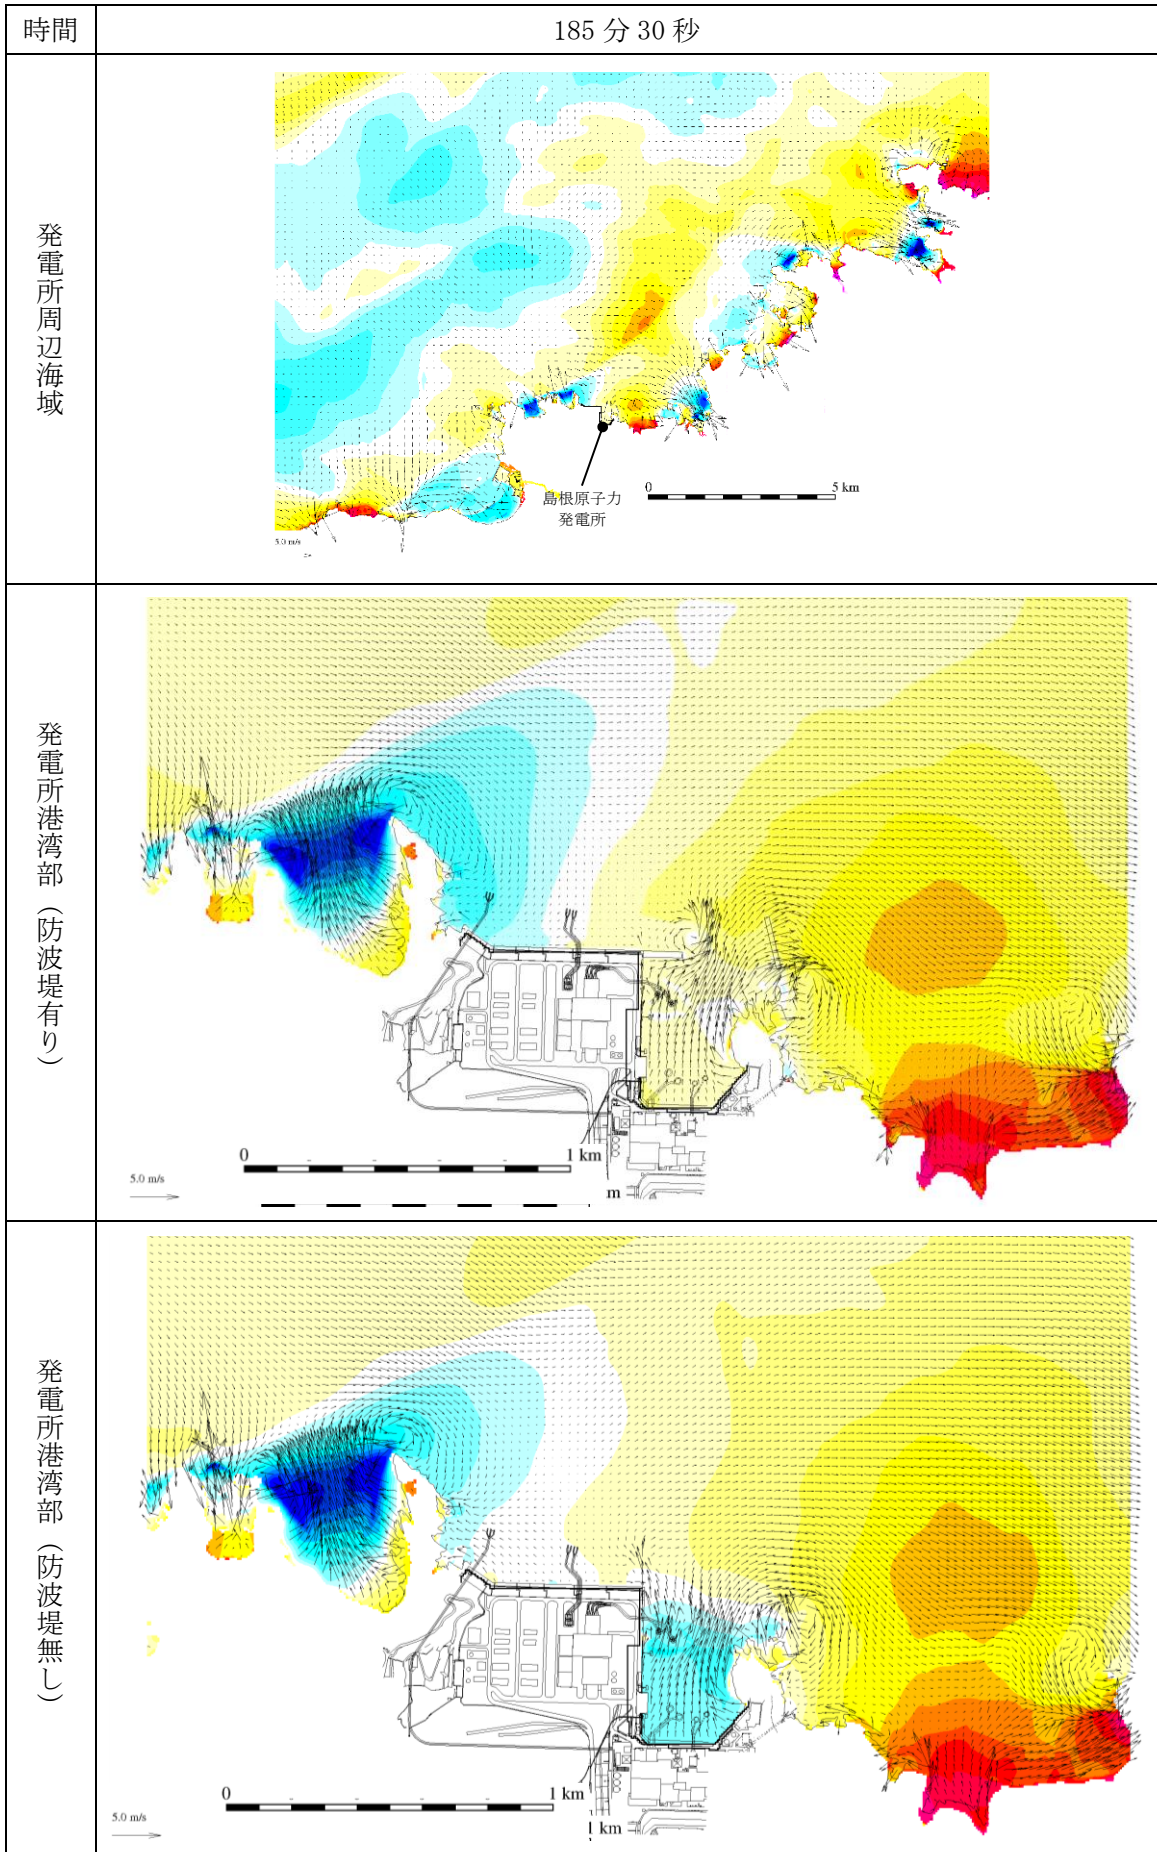 時間
185 分 30 秒
発電所周辺海域
島根原子力
発電所
0
5 km
5.0 m/s
発電所港湾部（防波堤有り）
0
1 km
5.0 m/s
m
発電所港湾部（防波堤無し）
0
1 km
5.0 m/s
1 km